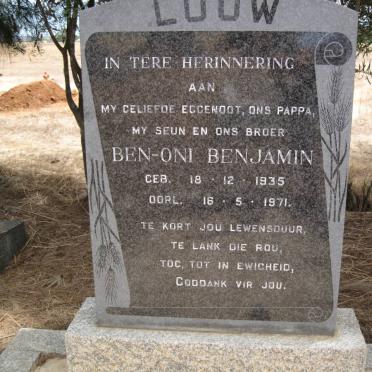 LOUW
IN TERE HERINNERING
AAN
MY GELIEFDE EGGENOOT, ONS PAPPA,
MY SEUN EN ONS BROER
BEN-ONI BENJAMIN
GEB. 18 · 12 · 1935
OORL. 16 · 5 · 1971.
TE KORT JOU LEWENSDUUR,
TE LANK DIE ROU,
TOG, TOT IN EWIGHEID,
GODDANK VIR JOU.